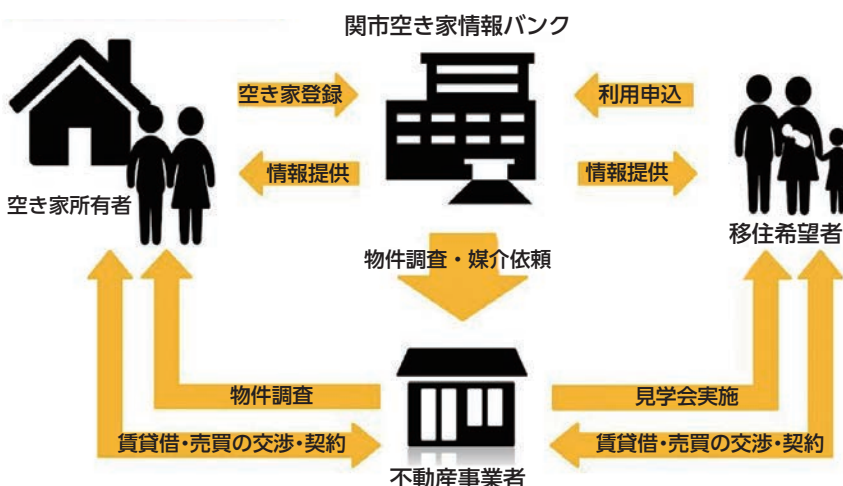 関市空き家情報バンク
空き家登録
利用申込
情報提供
情報提供
空き家所有者
移住希望者
物件調査・媒介依頼
物件調査
見学会実施
賃貸借・売買の交渉・契約
賃貸借・売買の交渉・契約
不動産事業者